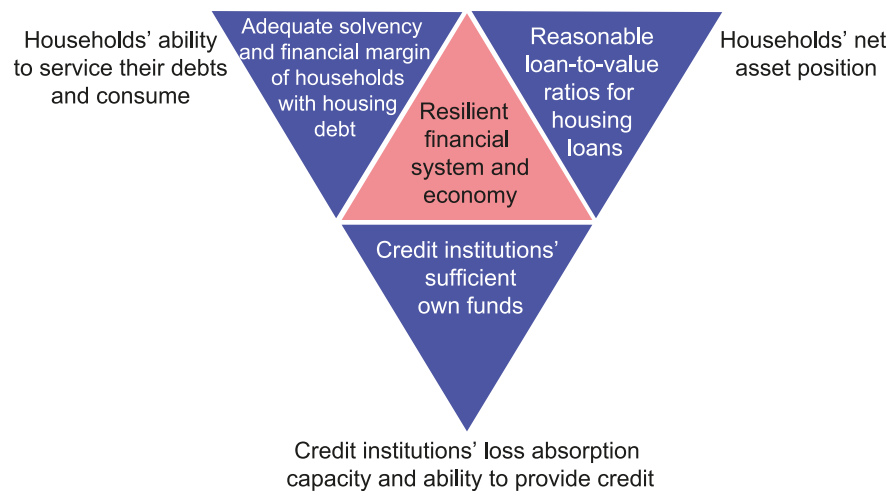 Households’ ability
to service their debts
and consume
Adequate solvency
and financial margin
of households
with housing
debt
Resilient
financial
system and
economy
Reasonable
loan-to-value
ratios for
housing
loans
Households’ net
asset position
Credit institutions’
sufficient
own funds
Credit institutions’ loss absorption
capacity and ability to provide credit